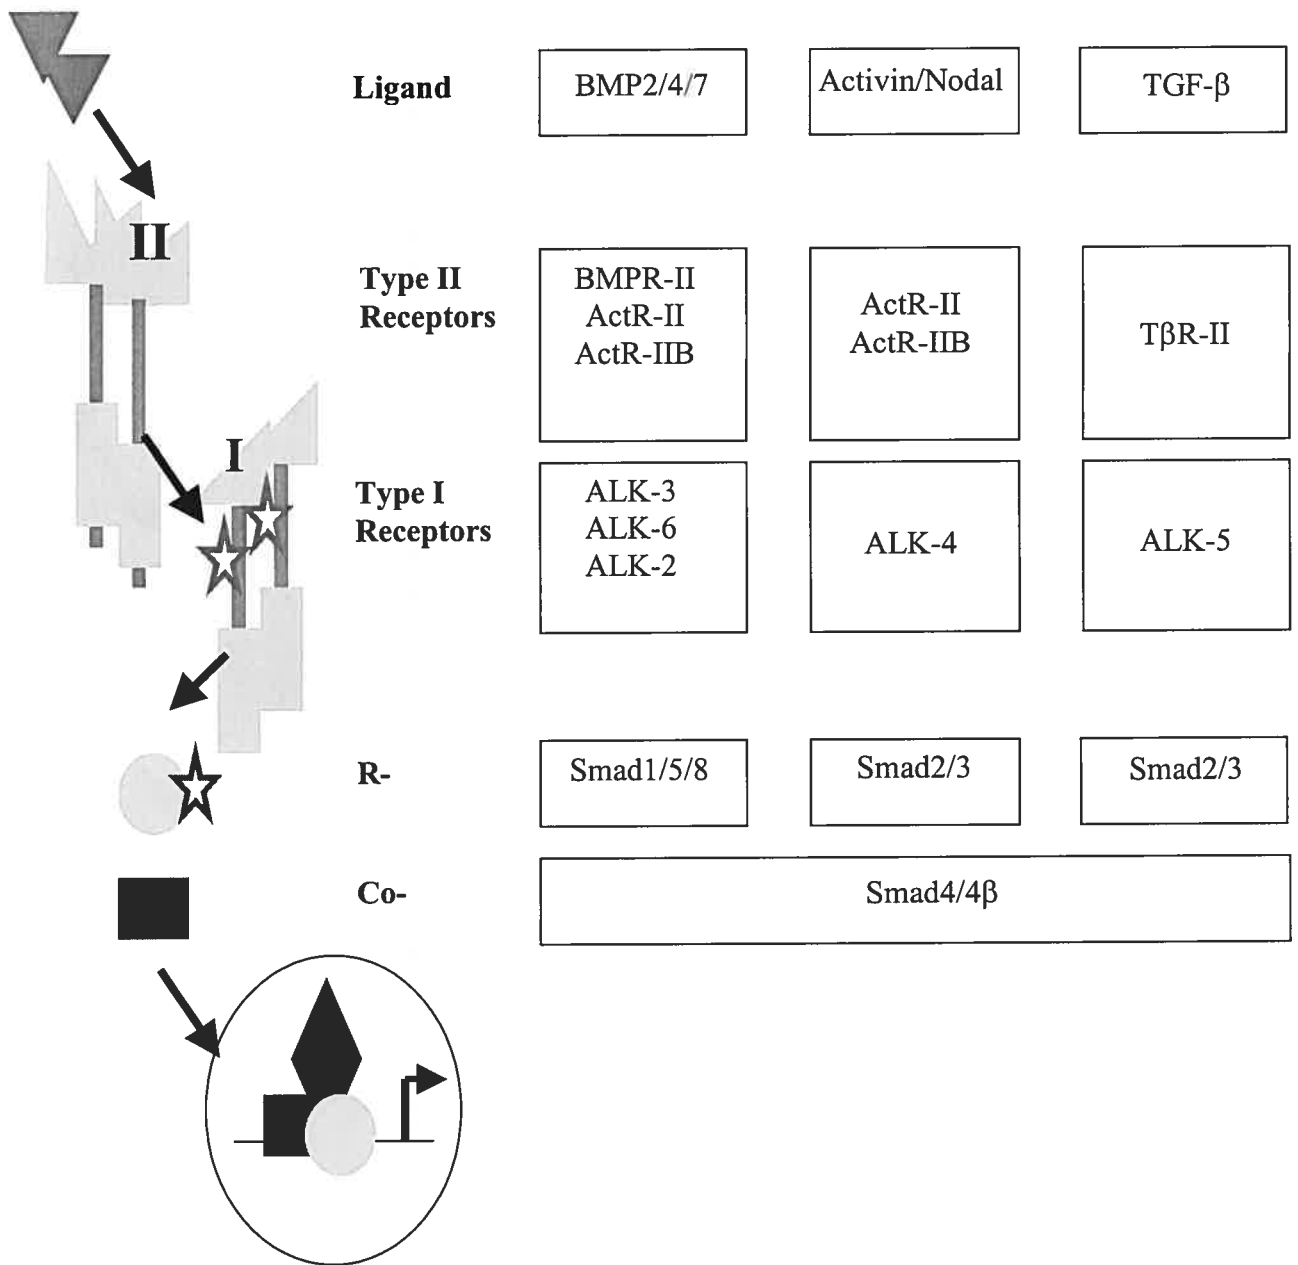 Ligand
BMP2/4/7
Activin/Nodal
TGF-β
II
Type II
Receptors
BMPR-II
ActR-II
ActR-IIB
ActR-II
ActR-IIB
TβR-II
I
Type I
Receptors
ALK-3
ALK-6
ALK-2
ALK-4
ALK-5
R-
Smad1/5/8
Smad2/3
Smad2/3
Co-
Smad4/4β